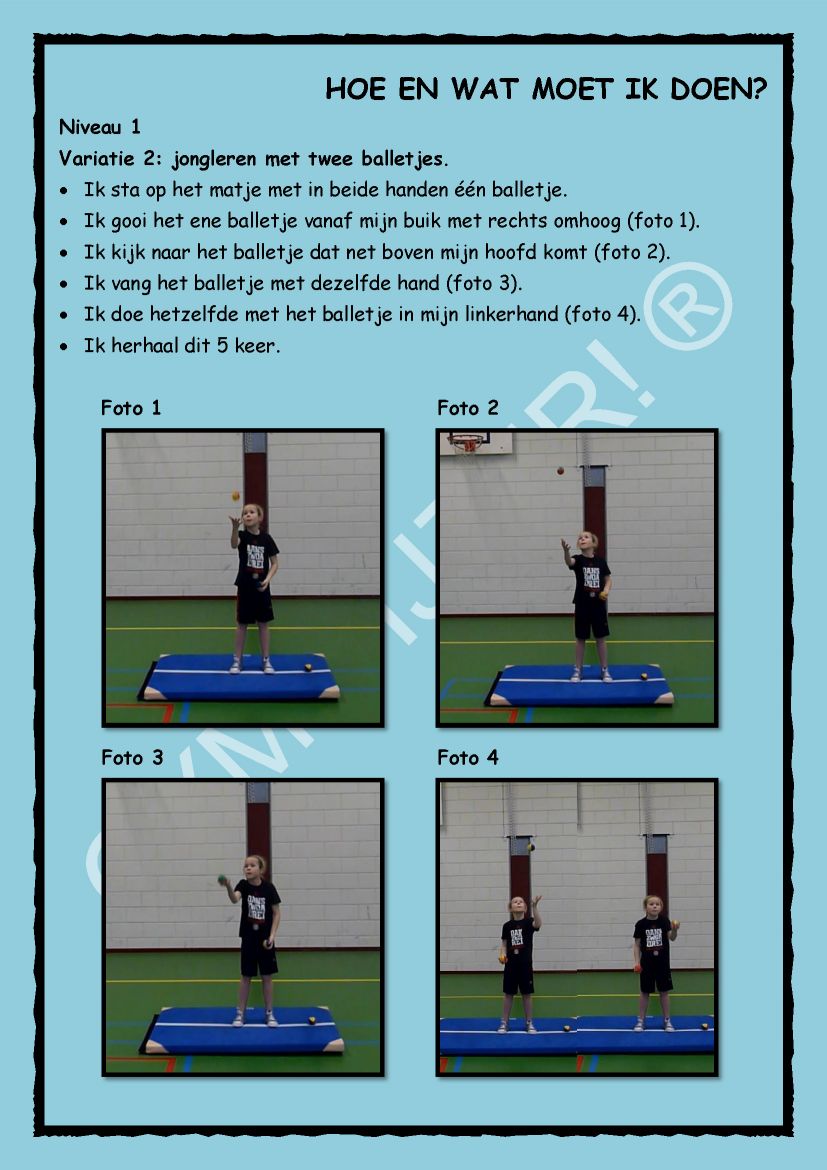 HOE EN WAT MOET IK DOEN?
Niveau 1
Variatie 2: jongleren met twee balletjes.
• Ik sta op het matje met in beide handen één balletje.
• Ik gooi het ene balletje vanaf mijn buik met rechts omhoog (foto 1).
• Ik kijk naar het balletje dat net boven mijn hoofd komt (foto 2).
• Ik vang het balletje met dezelfde hand (foto 3).
• Ik doe hetzelfde met het balletje in mijn linkerhand (foto 4).
• Ik herhaal dit 5 keer.
Foto 1
Foto 2
Foto 3
Foto 4